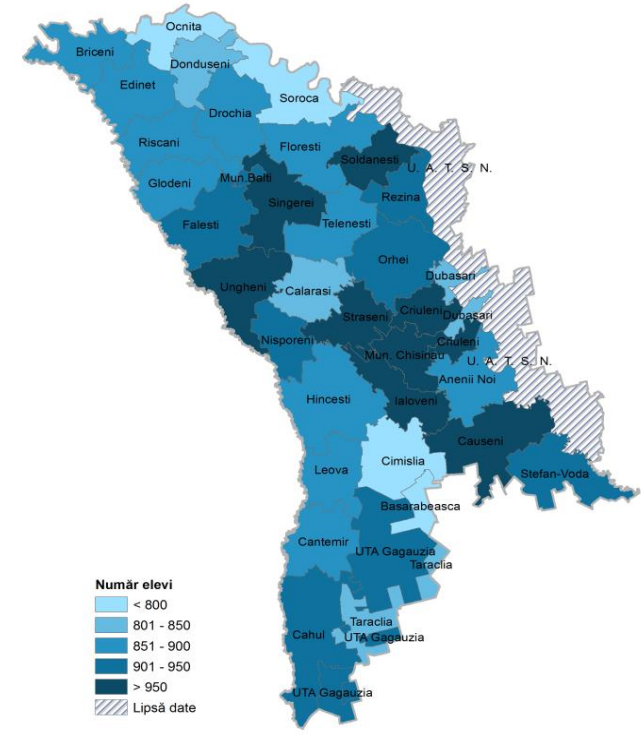 Ocnita
Briceni
Donduseni
Edinet
Soroca
Drochia
Riscani
Floresti
Soldanesti
U. A. T. S. N.
Glodeni
Mun.Balti
Rezina
Singerei
Falesti
Telenesti
Orhei
Dubasari
Ungheni
Calarasi
Criuleni
Dubasari
Straseni
Nisporeni
Criuleni
Mun. Chisinau
U. A. T. S. N.
Anenii Noi
Hincesti
Ialoveni
Causeni
Cimislia
Leova
Stefan-Voda
Basarabeasca
Cantemir
UTA Gagauzia
Taraclia
Număr elevi
< 800
801 - 850
851 - 900
901 - 950
> 950
Lipsă date
Taraclia
Cahul
UTA Gagauzia
UTA Gagauzia